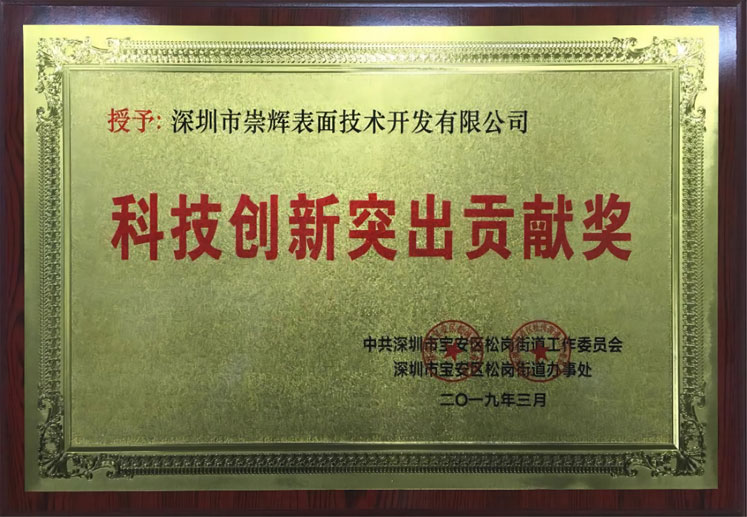 授予: 深圳市崇辉表面技术开发有限公司
科技创新突出贡献奖
中共深圳市宝安区松岗街道工作委员会
深圳市宝安区松岗街道办事处
二〇一九年三月